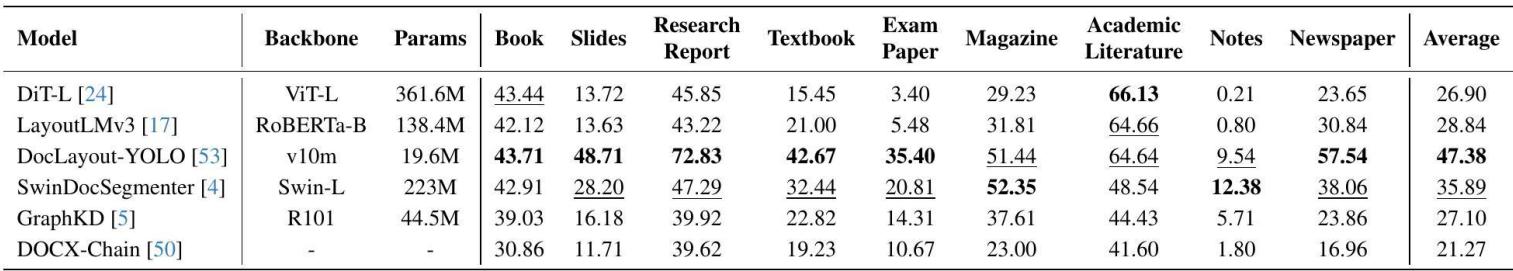 Model Backbone Params Book Slides Research Report Textbook Exam Paper Magazine Academic Literature Notes Newspaper Average
DiT-L [24] ViT-L 361.6M 43.44 13.72 45.85 15.45 3.40 29.23 66.13 0.21 23.65 26.90
LayoutLMv3 [17] RoBERTa-B 138.4M 42.12 13.63 43.22 21.00 5.48 31.81 64.66 0.80 30.84 28.84
DocLayout-YOLO [53] v10m 19.6M 43.71 48.71 72.83 42.67 35.40 51.44 64.64 9.54 57.54 47.38
SwinDocSegmenter [4] Swin-L 223M 42.91 28.20 47.29 32.44 20.81 52.35 48.54 12.38 38.06 35.89
GraphKD [5] R101 44.5M 39.03 16.18 39.92 22.82 14.31 37.61 44.43 5.71 23.86 27.10
DOCX-Chain [50] - - 30.86 11.71 39.62 19.23 10.67 23.00 41.60 1.80 16.96 21.27